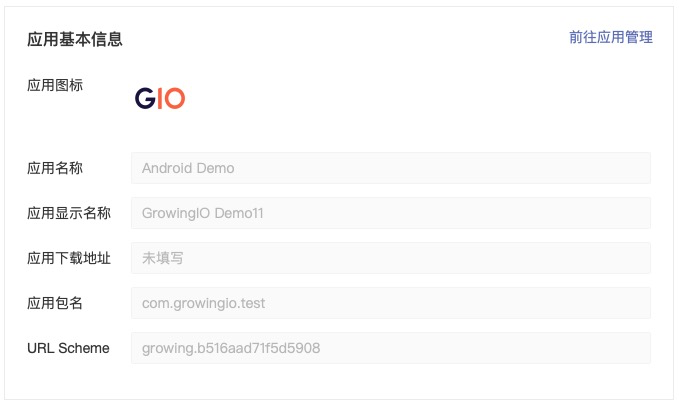 应用基本信息
前往应用管理
应用图标
GIO
应用名称
Android Demo
应用显示名称
GrowingIO Demo11
应用下载地址
未填写
应用包名
com.growingio.test
URL Scheme
growing.b516aad71f5d5908